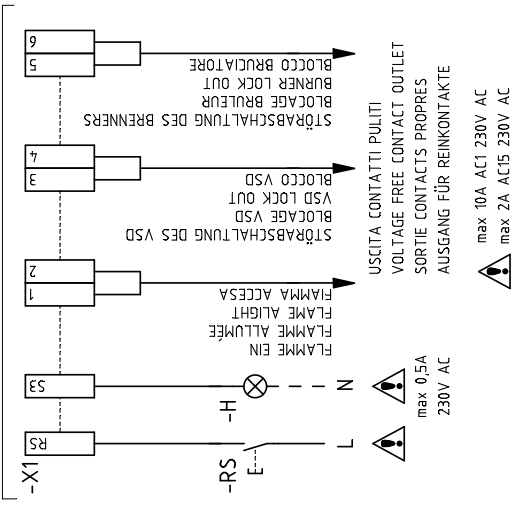 -X1
RS
S3
1
2
3
4
5
6
-RS
E
L
-H
N
max 0,5A
230V AC
FIAMMA ACCESA
FLAME ALIGHT
FLAMME ALLUMÉE
FLAMME EIN
BLOCCO VSD
VSD LOCK OUT
BLOCAGE VSD
STÖRABSCHALTUNG DES VSD
BLOCCO BRUCIATORE
BURNER LOCK OUT
BLOCAGE BRULEUR
STÖRABSCHALTUNG DES BRENNERS
USCITA CONTATTI PULITI
VOLTAGE FREE CONTACT OUTLET
SORTIE CONTACTS PROPRES
AUSGANG FÜR REINKONTAKTE
max 10A AC1 230V AC
max 2A AC15 230V AC